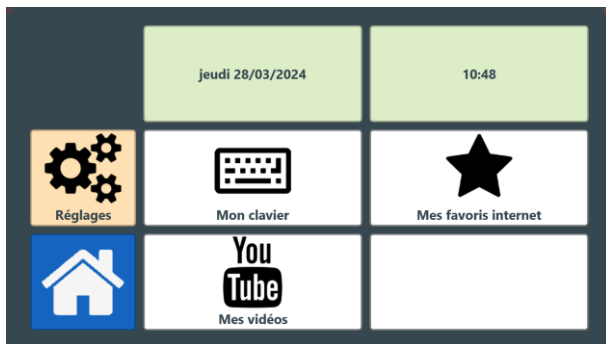 jeudi 28/03/2024
10:48
Réglages
Mon clavier
Mes favoris internet
You
Tube
Mes vidéos